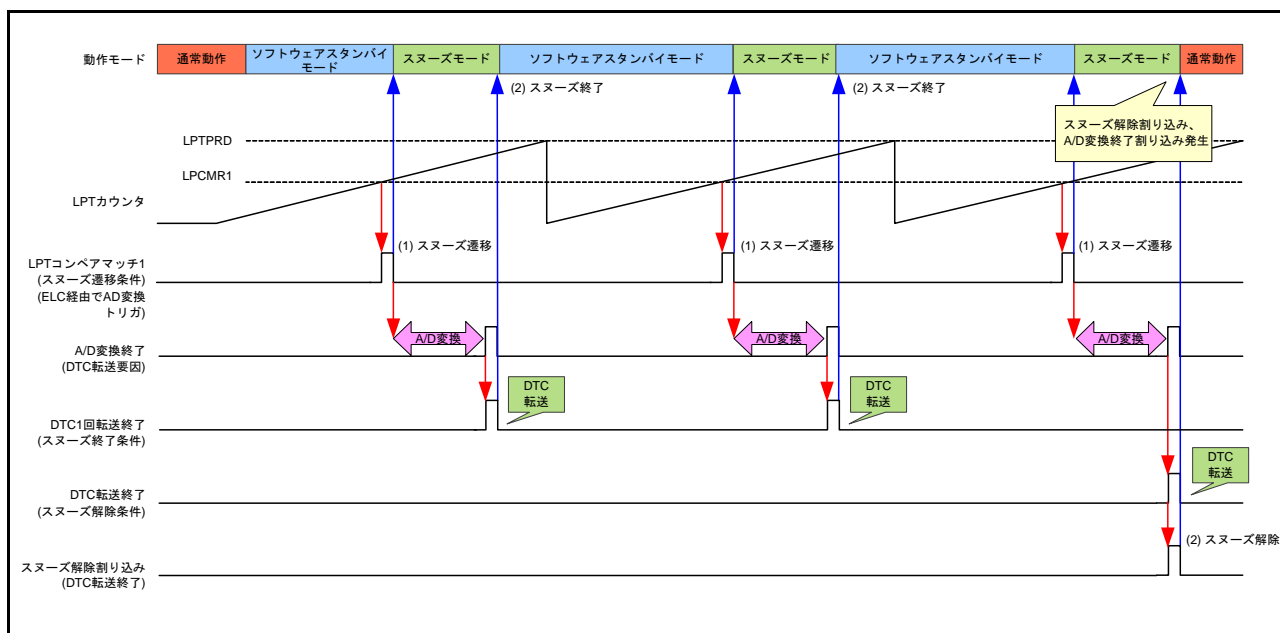 動作モード
通常動作
ソフトウェアスタンバイ
モード
スヌーズモード
ソフトウェアスタンバイモード
スヌーズモード
ソフトウェアスタンバイモード
スヌーズモード
通常動作
(2) スヌーズ終了
(2) スヌーズ終了
スヌーズ解除割り込み、
A/D変換終了割り込み発生
LPTPRD
LPCMR1
LPTカウンタ
(1) スヌーズ遷移
(1) スヌーズ遷移
(1) スヌーズ遷移
LPTコンペアマッチ1
(スヌーズ遷移条件)
(ELC経由でAD変換
トリガ)
A/D変換
A/D変換
A/D変換
A/D変換終了
(DTC転送要因)
DTC
転送
DTC
転送
DTC1回転送終了
(スヌーズ終了条件)
DTC
転送
DTC転送終了
(スヌーズ解除条件)
(2) スヌーズ解除
スヌーズ解除割り込み
(DTC転送終了)